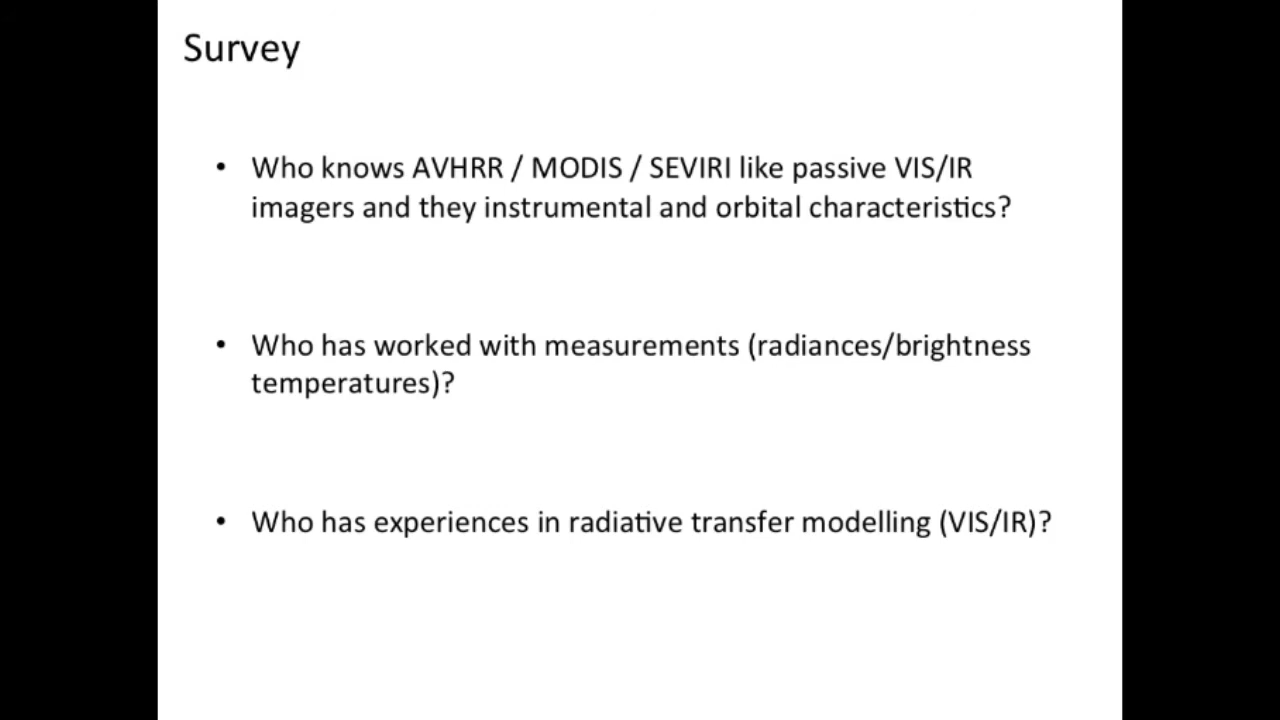 Survey
• Who knows AVHRR / MODIS / SEVIRI like passive VIS/IR
imagers and they instrumental and orbital characteristics?
• Who has worked with measurements (radiances/brightness
temperatures)?
• Who has experiences in radiative transfer modelling (VIS/IR)?